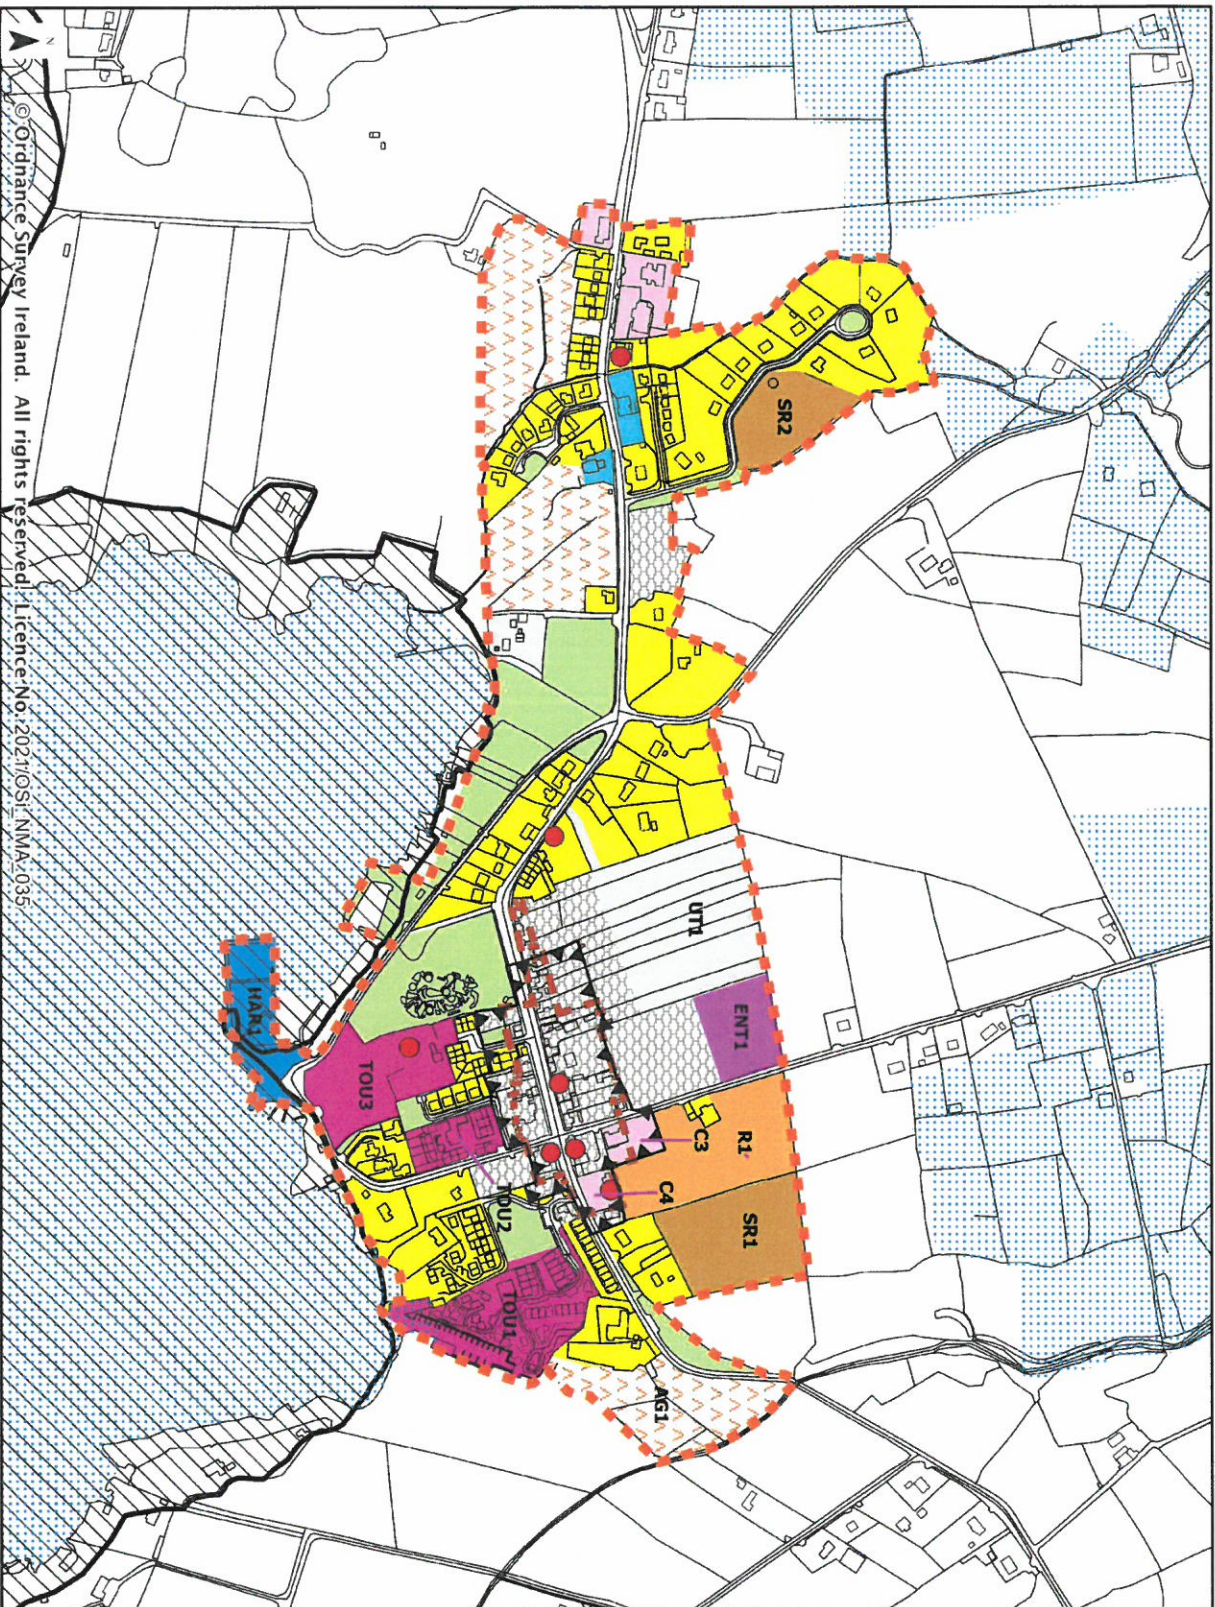 SR2
UT1
ENT1
R1
C3
C4
SR1
HAR1
TOU3
TOU2
TOU1
AG1
N
© Ordnance Survey Ireland. All rights reserved. Licence No: 2021/OSi_NMA_035.